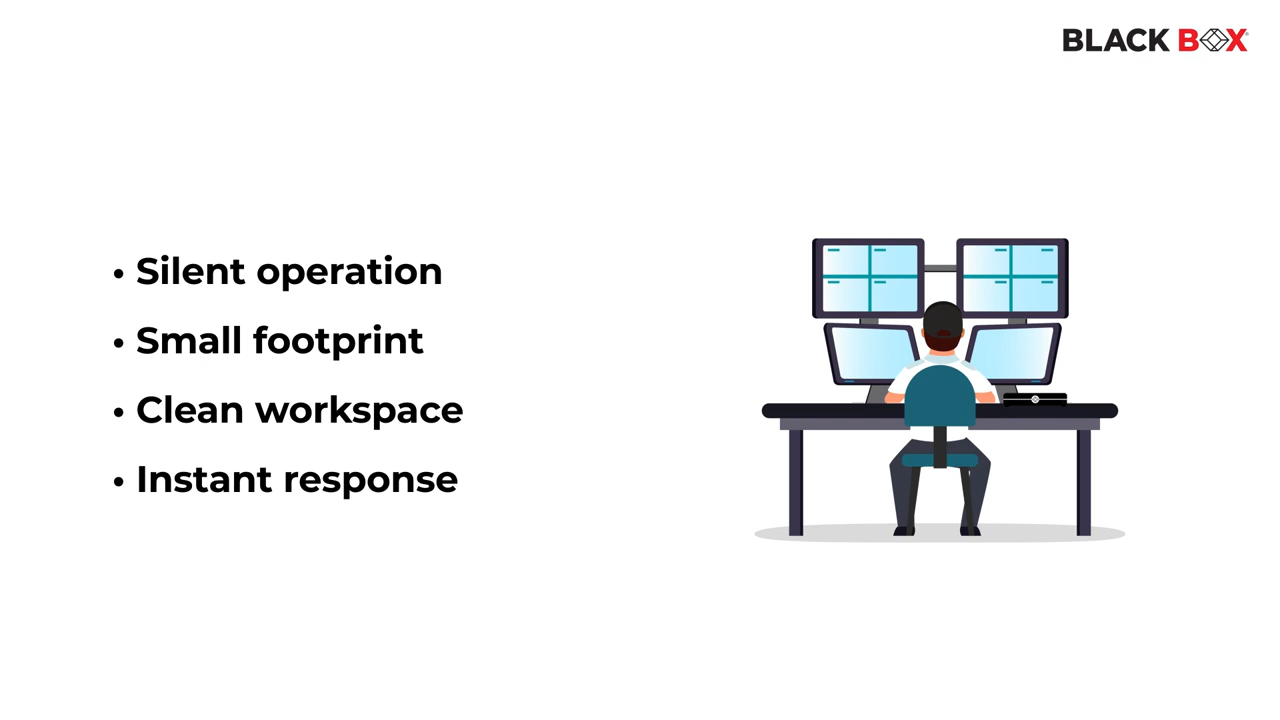 BLACK BOX
• Silent operation
• Small footprint
• Clean workspace
• Instant response